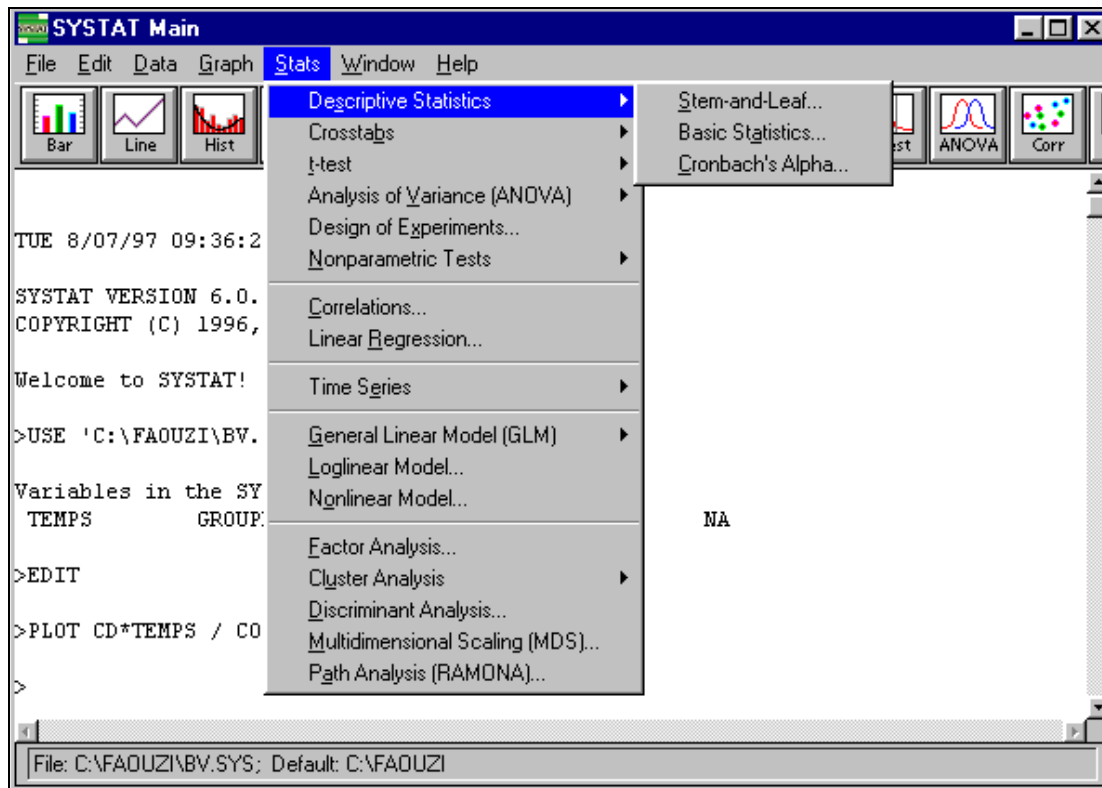 SYSTAT Main
File Edit Data Graph Stats Window Help
Bar Line Hist ANOVA Corr
Descriptive Statistics
Crosstabs
t-test
Analysis of Variance (ANOVA)
Design of Experiments...
Nonparametric Tests
Correlations...
Linear Regression...
Time Series
General Linear Model (GLM)
Loglinear Model...
Nonlinear Model...
Factor Analysis...
Cluster Analysis
Discriminant Analysis...
Multidimensional Scaling (MDS)...
Path Analysis (RAMONA)...
Stem-and-Leaf...
Basic Statistics...
Cronbach's Alpha...
TUE 8/07/97 09:36:2
SYSTAT VERSION 6.0.
COPYRIGHT (C) 1996,
Welcome to SYSTAT!
>USE 'C:\FAOUZI\BV.
Variables in the SY
TEMPS GROUP NA
>EDIT
>PLOT CD*TEMPS / CO
>
File: C:\FAOUZI\BV.SYS; Default: C:\FAOUZI